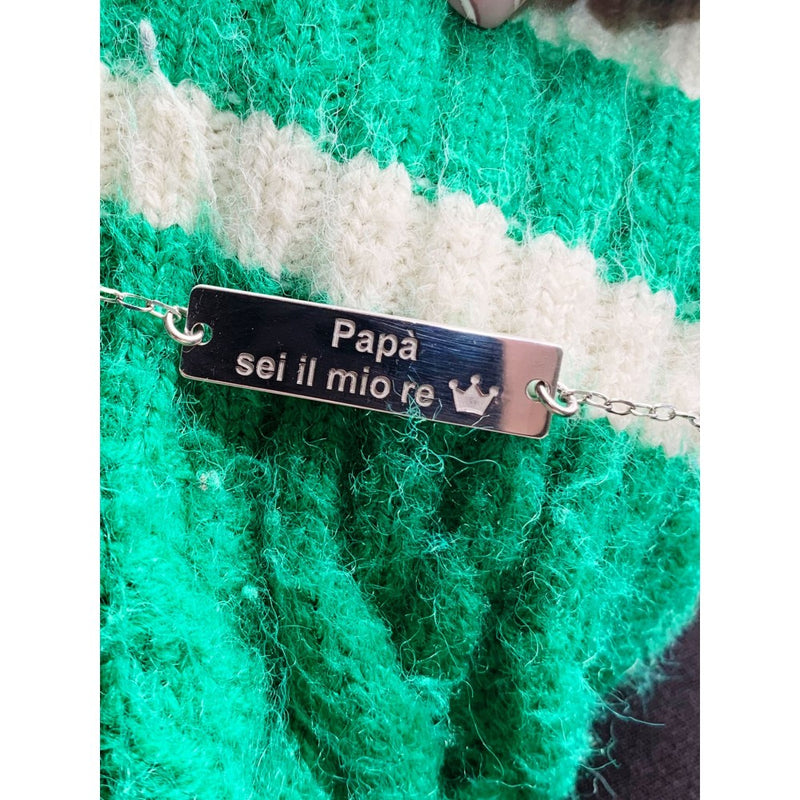 Papà
sei il mio re